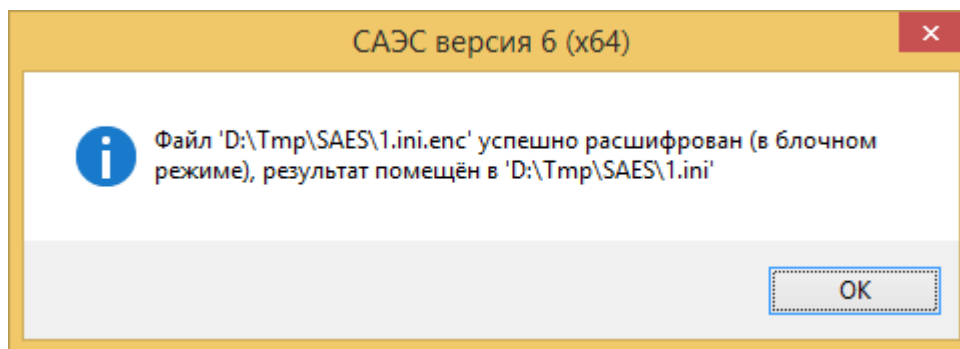 САЭС версия 6 (x64)
Файл 'D:\Tmp\SAES\1.ini.enc' успешно расшифрован (в блочном
режиме), результат помещён в 'D:\Tmp\SAES\1.ini'
OK